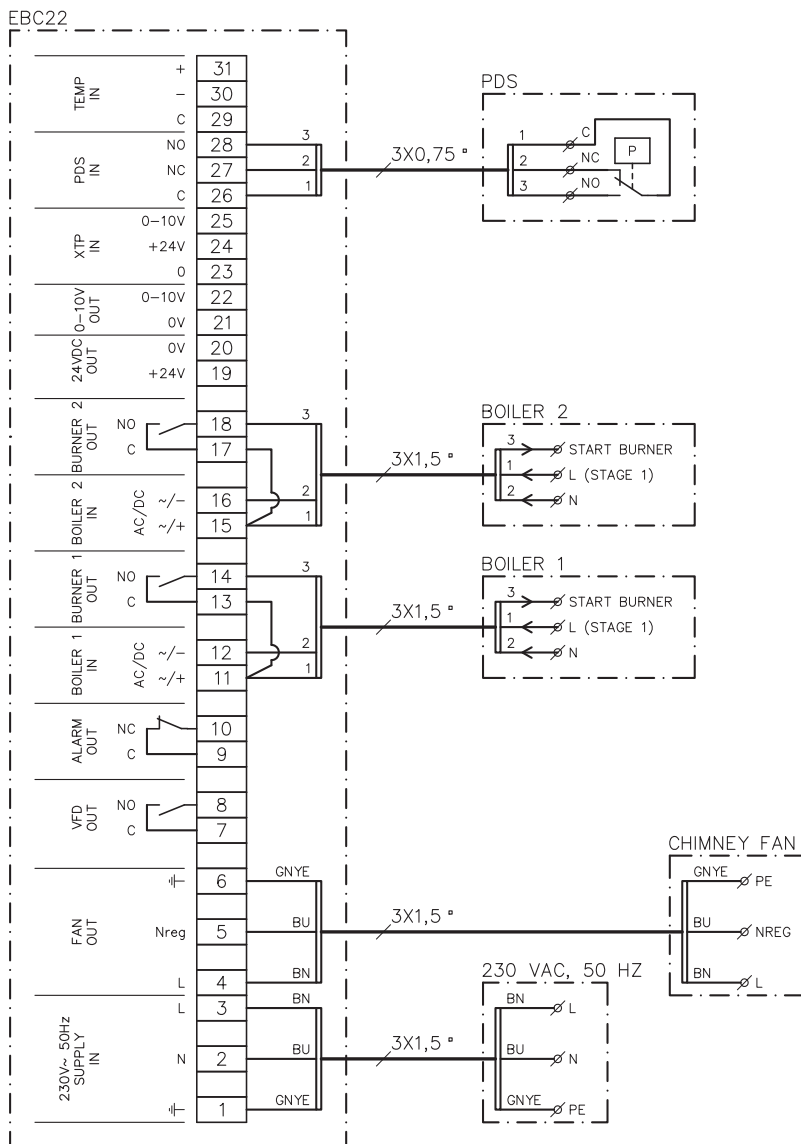 EBC22
TEMP IN
+ 31
- 30
C 29
PDS IN
NO 28 3
NC 27 2
C 26 1
3X0,75 ▫
PDS
1 C
2 NC
3 NO
P
XTP IN
0-10V 25
+24V 24
0 23
0-10V OUT
0-10V 22
0V 21
24VDC OUT
0V 20
+24V 19
BURNER 2 OUT
NO 18 3
C 17
BOILER 2 IN
AC/DC
~/- 16 2
~/+ 15 1
3X1,5 ▫
BOILER 2
3 START BURNER
1 L (STAGE 1)
2 N
BURNER 1 OUT
NO 14 3
C 13
BOILER 1 IN
AC/DC
~/- 12 2
~/+ 11 1
3X1,5 ▫
BOILER 1
3 START BURNER
1 L (STAGE 1)
2 N
ALARM OUT
NC 10
C 9
VFD OUT
NO 8
C 7
FAN OUT
6 GNYE
Nreg 5 BU
L 4 BN
3X1,5 ▫
CHIMNEY FAN
GNYE PE
BU NREG
BN L
230V~ 50Hz SUPPLY IN
L 3 BN
N 2 BU
1 GNYE
3X1,5 ▫
230 VAC, 50 HZ
BN L
BU N
GNYE PE